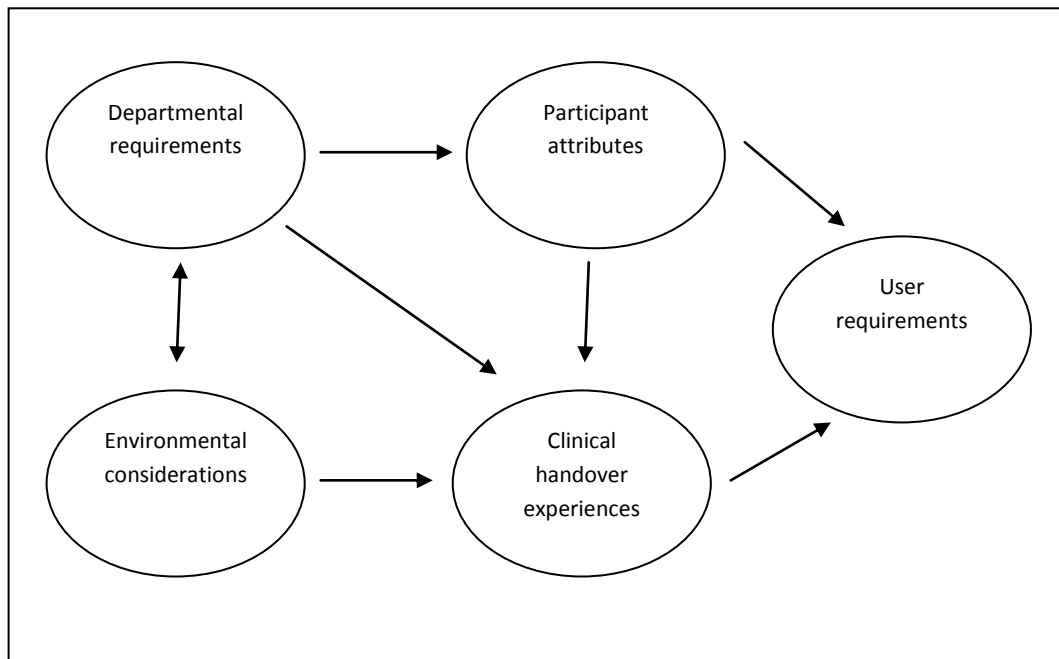 Departmental
requirements
Participant
attributes
User
requirements
Environmental
considerations
Clinical
handover
experiences